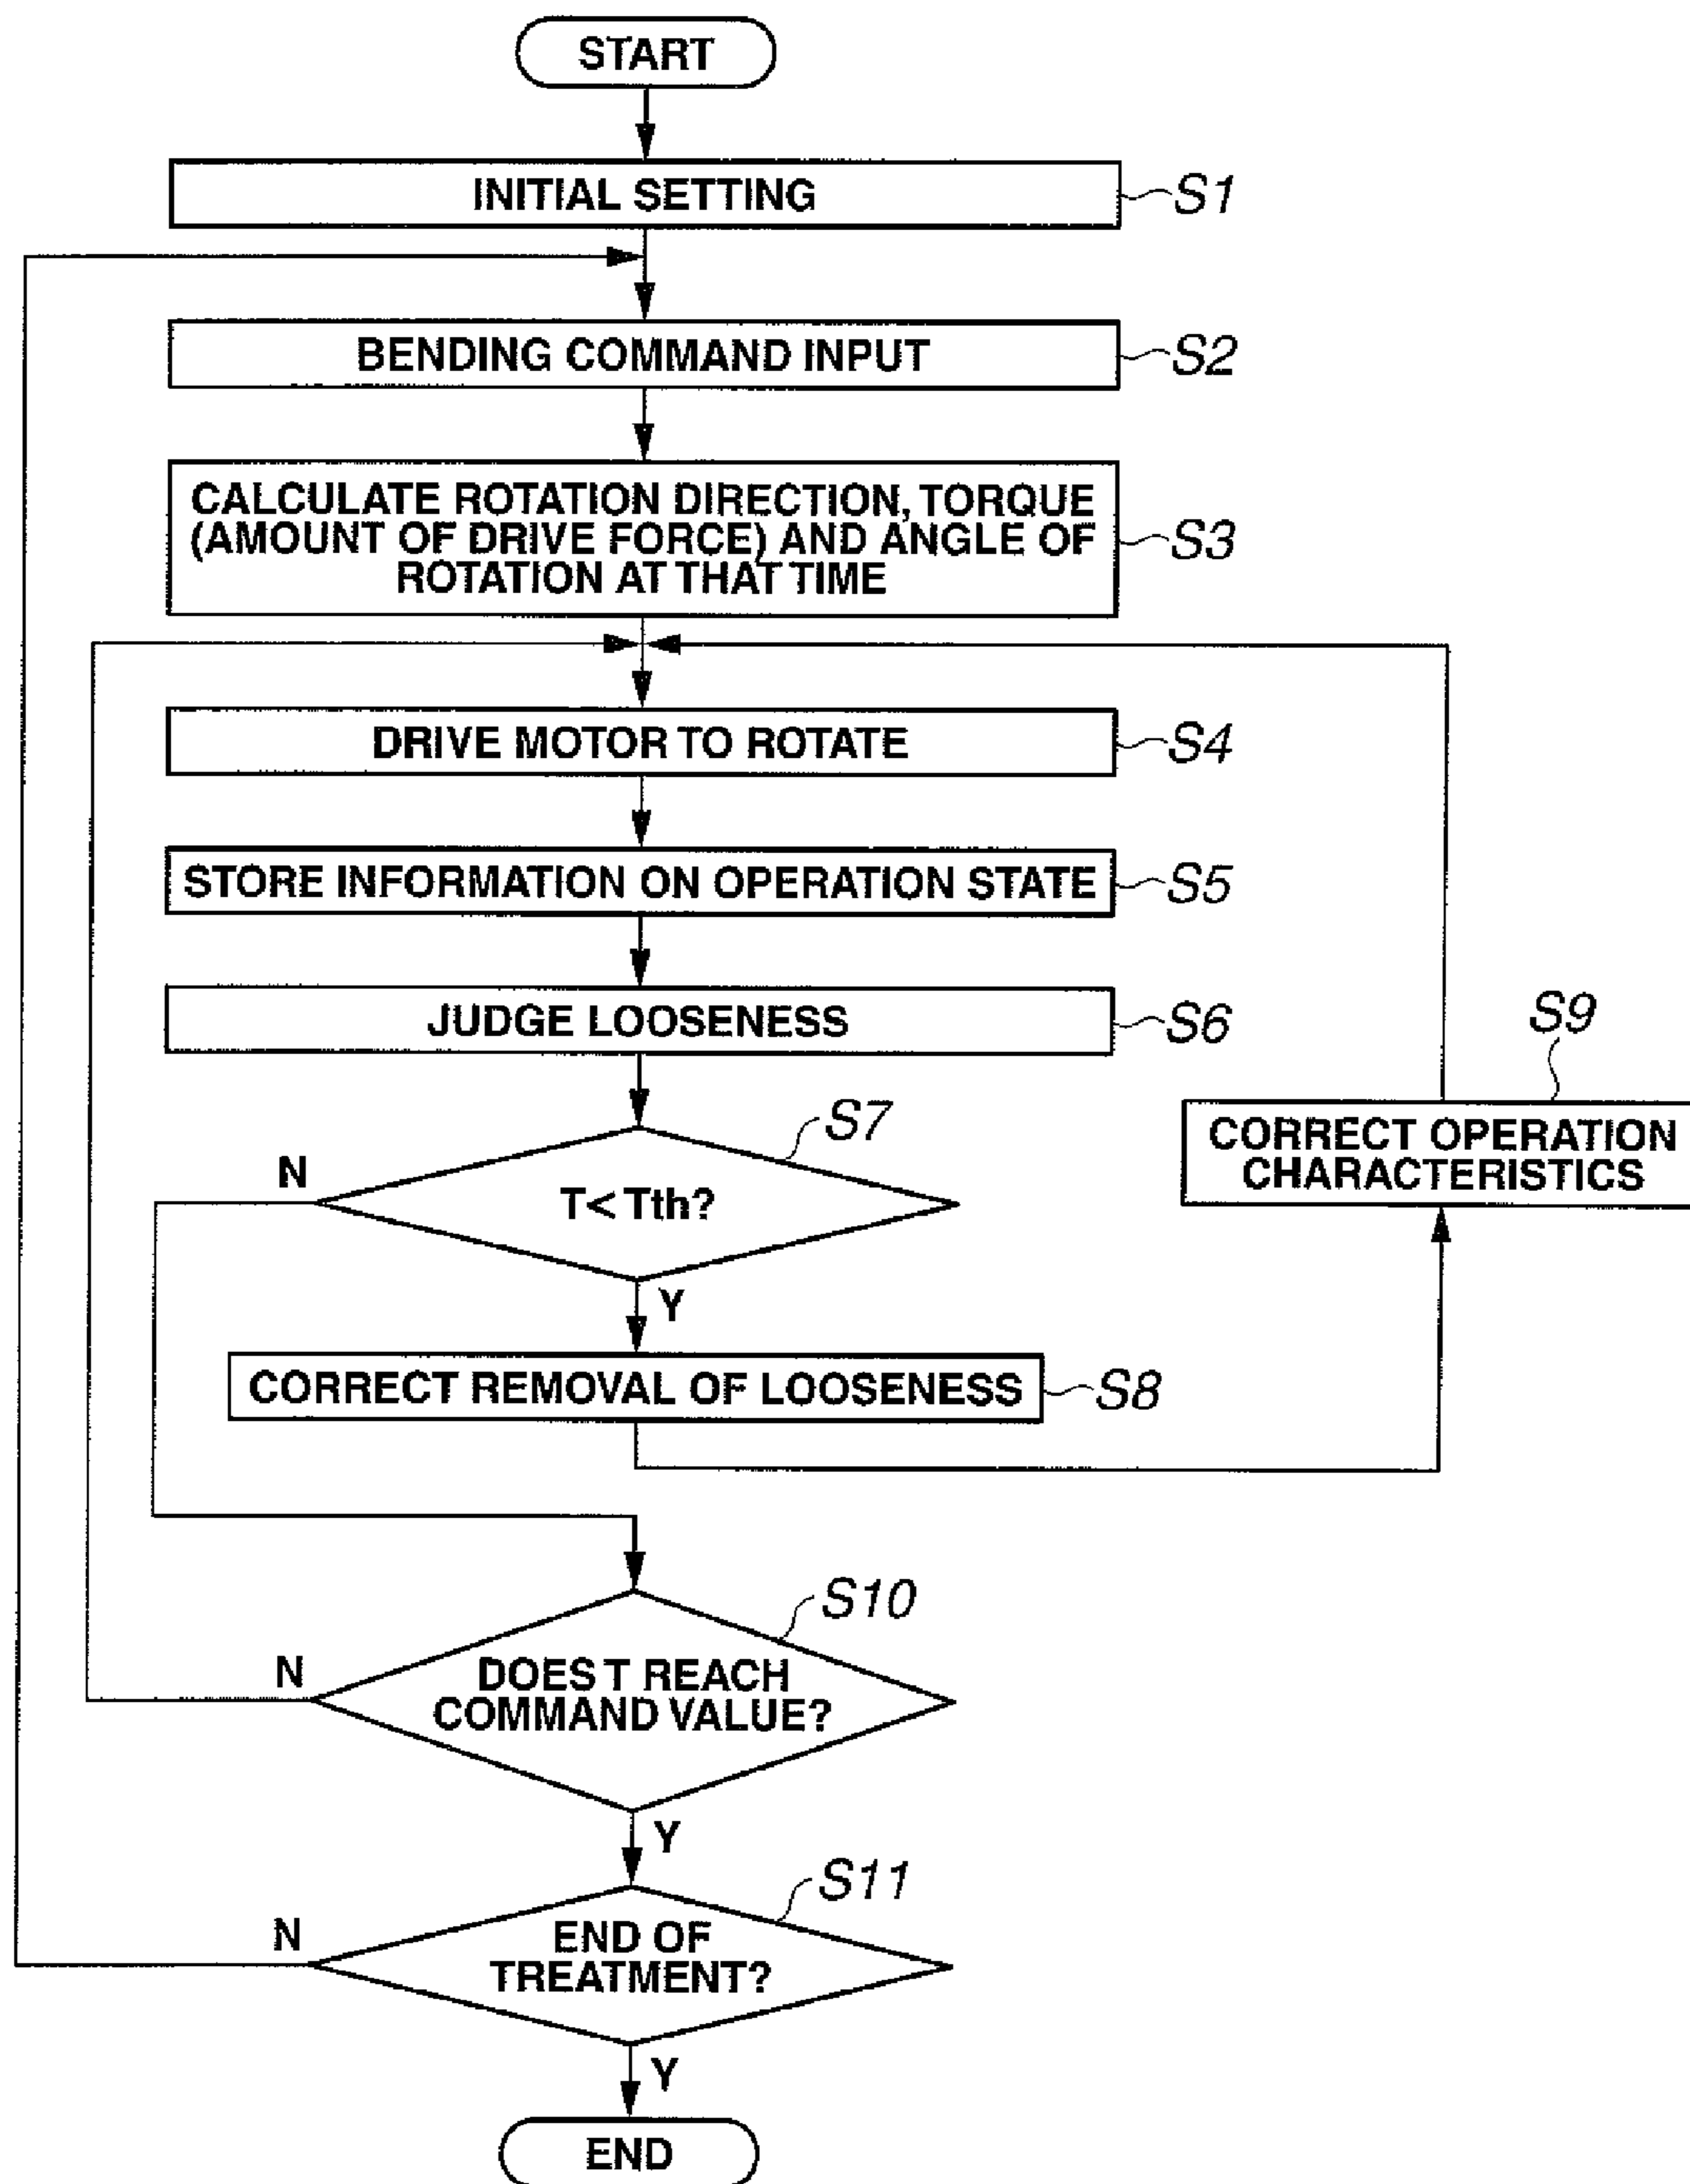 START
INITIAL SETTING
S1
BENDING COMMAND INPUT
S2
CALCULATE ROTATION DIRECTION, TORQUE
(AMOUNT OF DRIVE FORCE) AND ANGLE OF
ROTATION AT THAT TIME
S3
DRIVE MOTOR TO ROTATE
S4
STORE INFORMATION ON OPERATION STATE
S5
JUDGE LOOSENESS
S6
S9
CORRECT OPERATION
CHARACTERISTICS
S7
N
T< Tth?
Y
CORRECT REMOVAL OF LOOSENESS
S8
S10
N
DOES T REACH
COMMAND VALUE?
Y
S11
N
END OF
TREATMENT?
Y
END